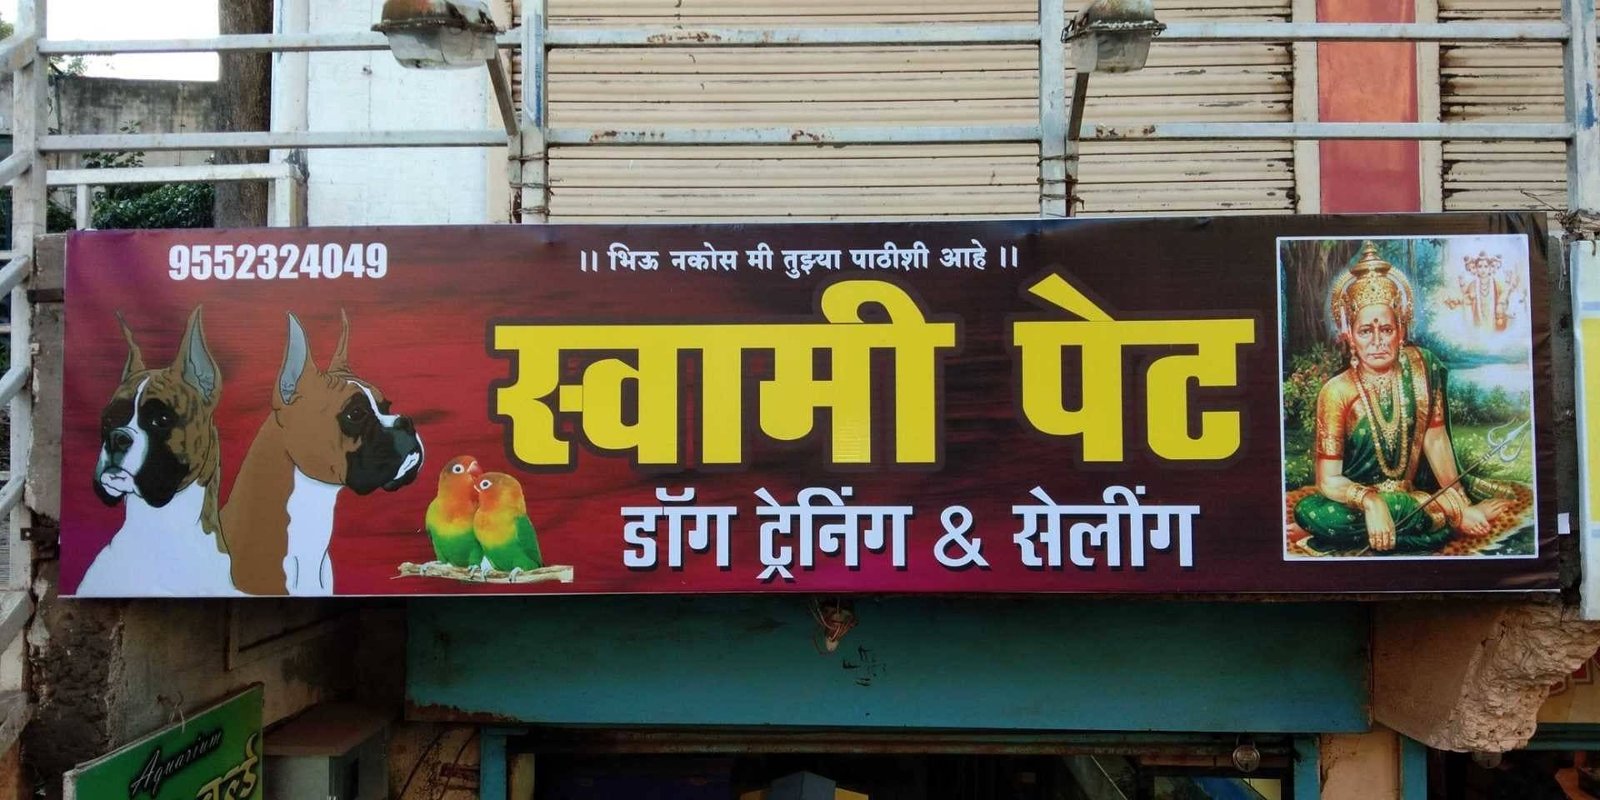 9552324049
।। भिऊ नकोस मी तुझ्या पाठीशी आहे ।।
स्वामी पेट
डॉग ट्रेनिंग & सेलींग
Aquarium